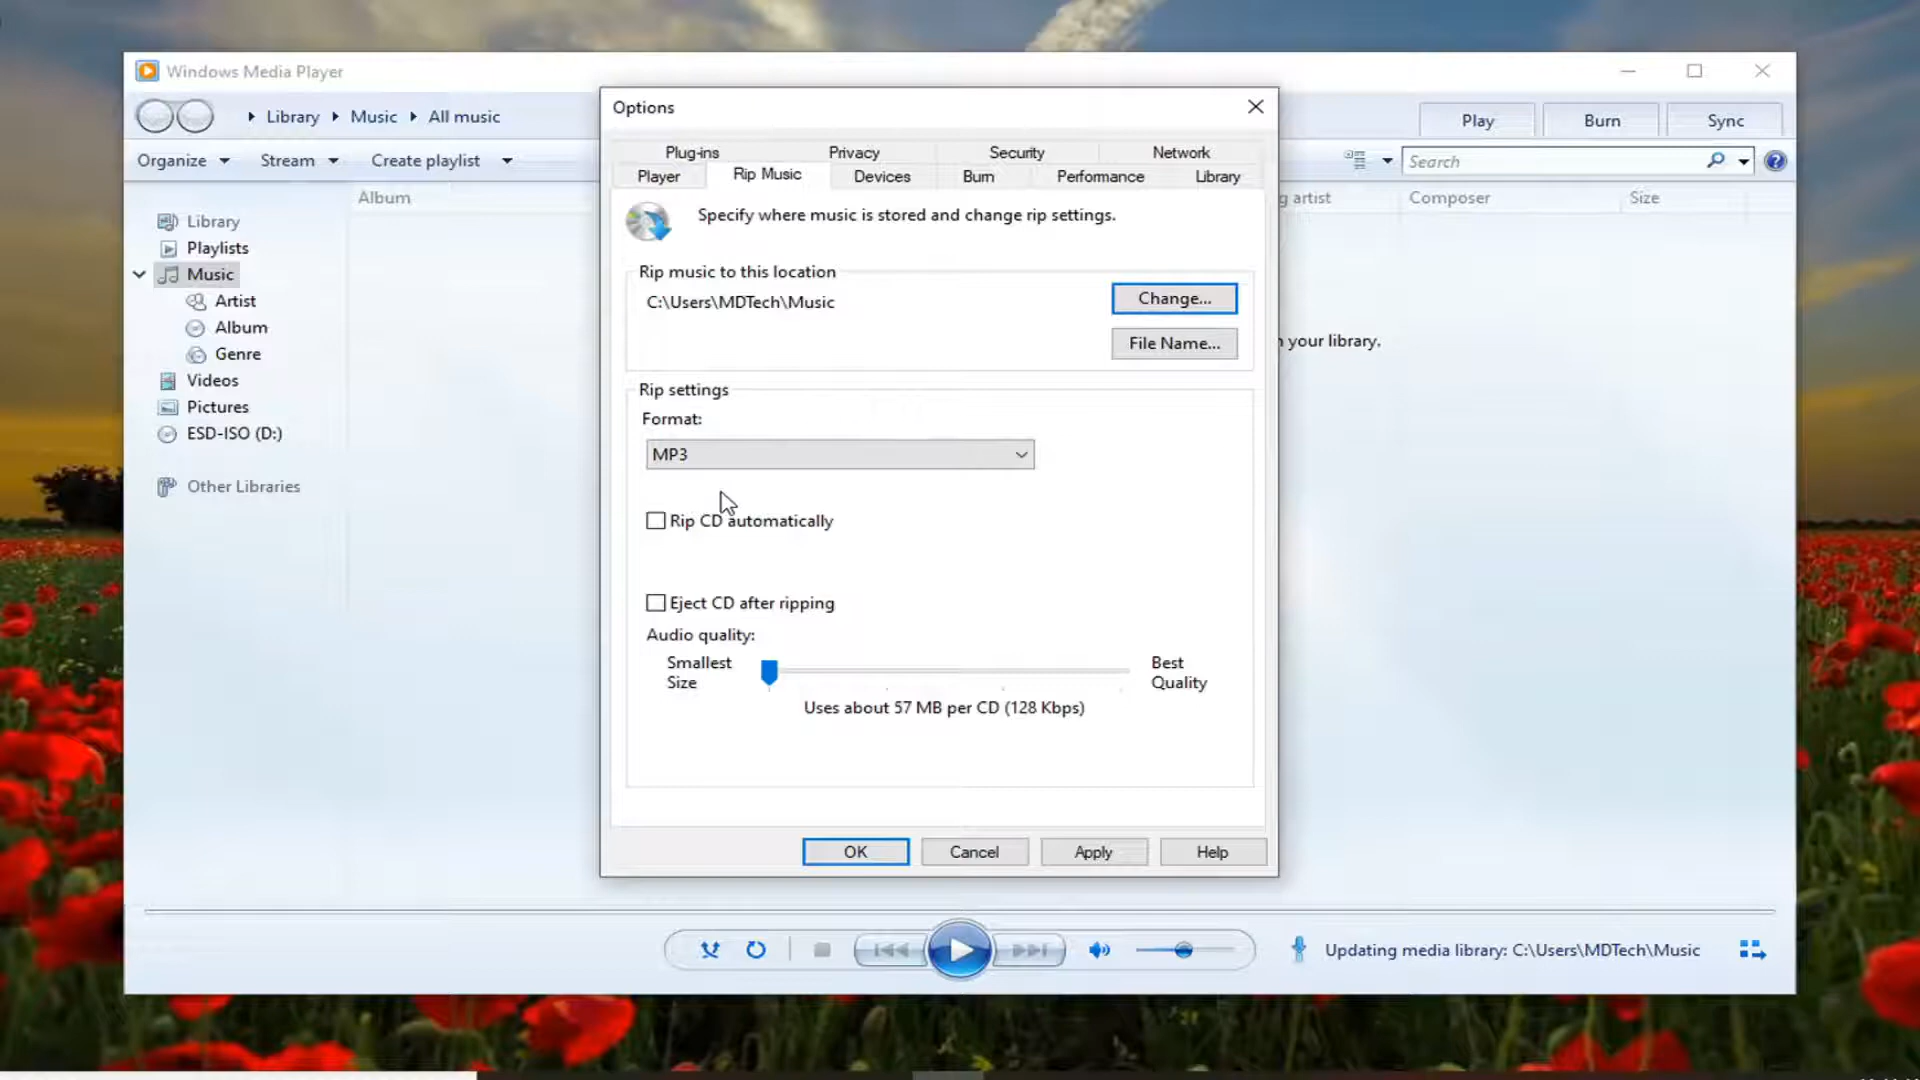 Windows Media Player
Library Music All music
Play Burn Sync
Organize Stream Create playlist
Search
Album
g artist Composer Size
Library
Playlists
Music
Artist
Album
Genre
Videos
Pictures
ESD-ISO (D:)
Other Libraries
your library.
Options
Plug-ins Privacy Security Network
Player Rip Music Devices Burn Performance Library
Specify where music is stored and change rip settings.
Rip music to this location
C:\Users\MDTech\Music
Change...
File Name...
Rip settings
Format:
MP3
Rip CD automatically
Eject CD after ripping
Audio quality:
Smallest
Size
Best
Quality
Uses about 57 MB per CD (128 Kbps)
OK Cancel Apply Help
Updating media library: C:\Users\MDTech\Music